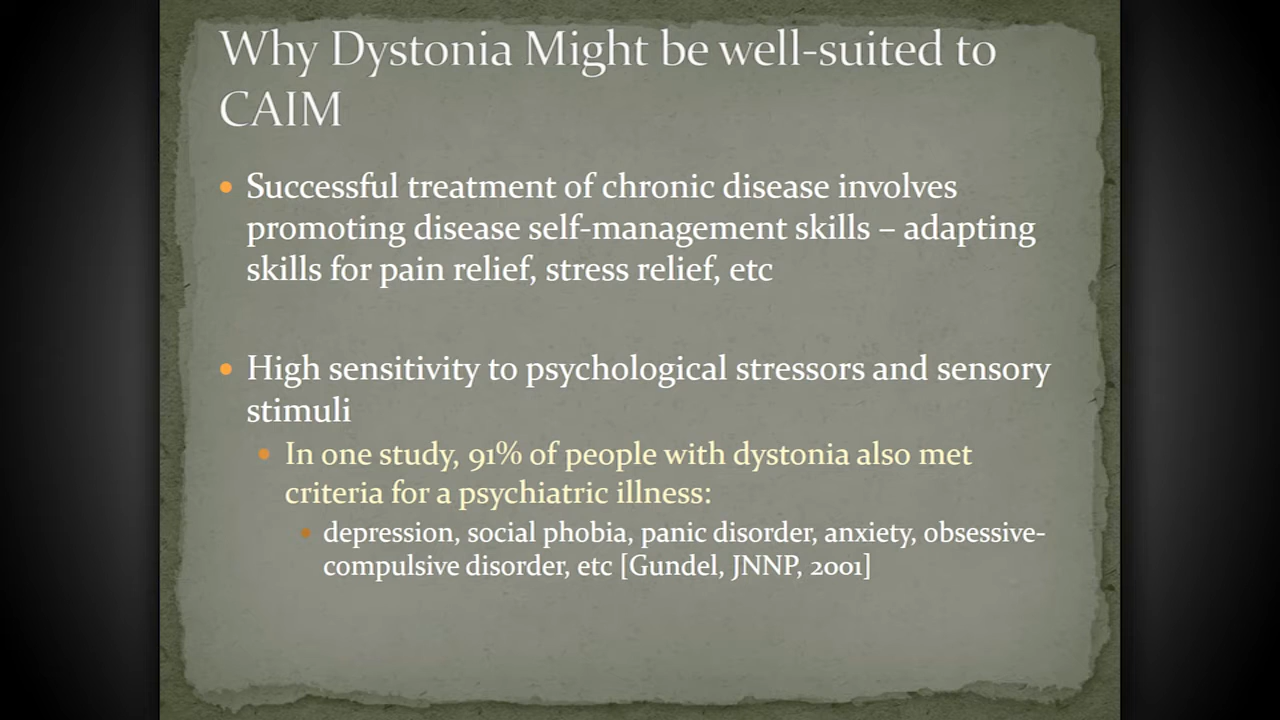 Why Dystonia Might be well-suited to
CAIM
• Successful treatment of chronic disease involves
promoting disease self-management skills – adapting
skills for pain relief, stress relief, etc
• High sensitivity to psychological stressors and sensory
stimuli
• In one study, 91% of people with dystonia also met
criteria for a psychiatric illness:
• depression, social phobia, panic disorder, anxiety, obsessive-
compulsive disorder, etc [Gundel, JNNP, 2001]